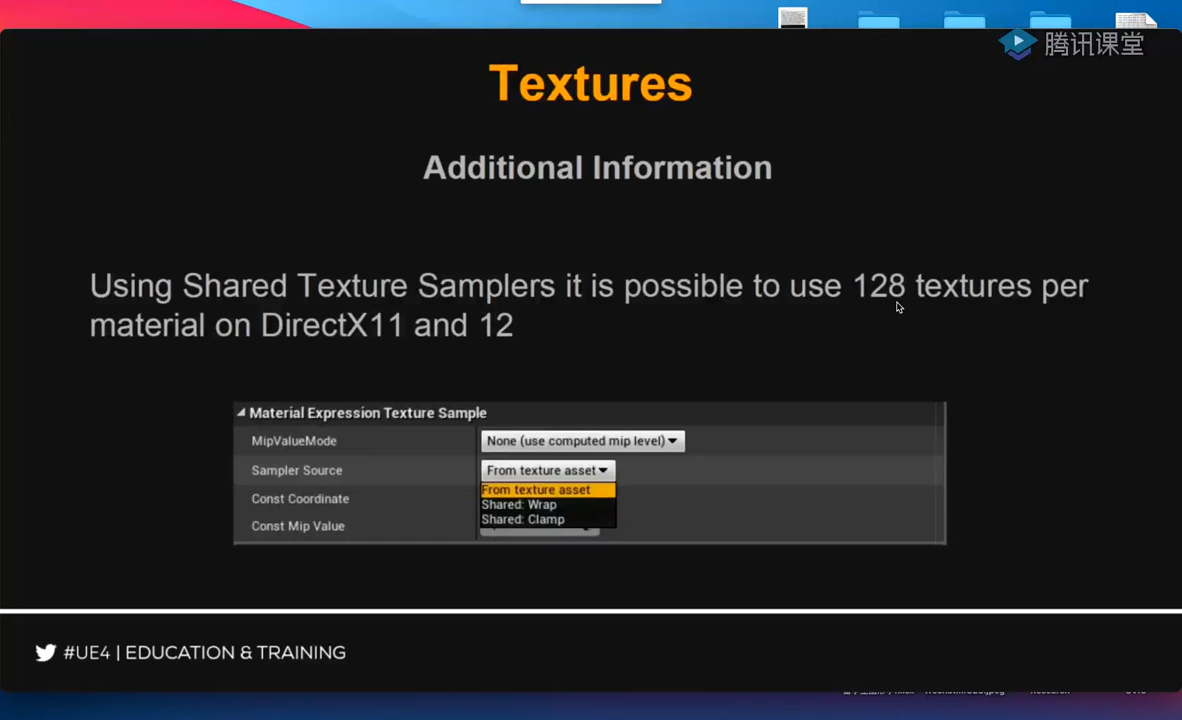 腾讯课堂
Textures
Additional Information
Using Shared Texture Samplers it is possible to use 128 textures per
material on DirectX11 and 12
Material Expression Texture Sample
MipValueMode None (use computed mip level)
Sampler Source From texture asset
From texture asset
Const Coordinate Shared: Wrap
Shared: Clamp
Const Mip Value
#UE4 | EDUCATION & TRAINING